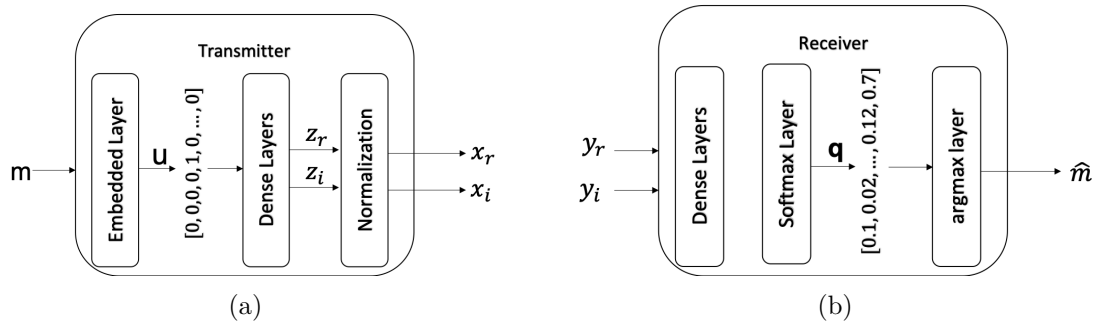 Transmitter
m
Embedded Layer
u
[0,0,0,0,1,0,…,0]
Dense Layers
z_r
z_i
Normalization
x_r
x_i
(a)
Receiver
y_r
y_i
Dense Layers
Softmax Layer
q
[0.1,0.02,…,0.12,0.7]
argmax layer
m̂
(b)